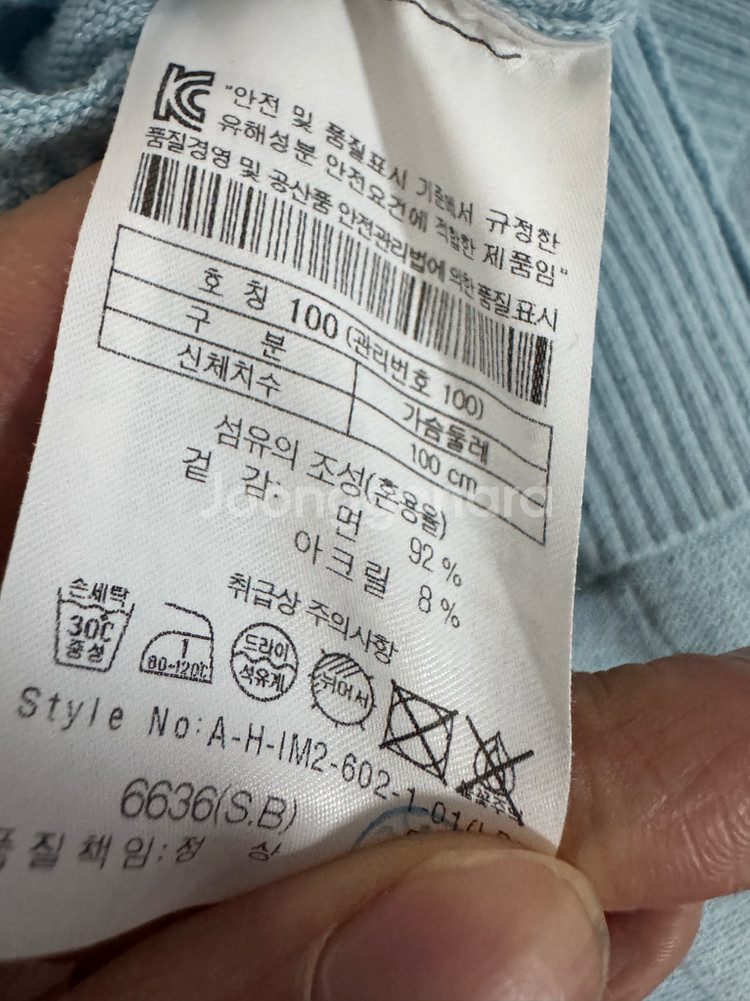 "안전 및 품질표시 기준에서 규정한
유해성분 안전요건에 적합한 제품임"
품질경영 및 공산품 안전관리법에 의한 품질표시
호 칭 100 (관리번호 100)
구 분 가슴둘레
신체치수 100 cm
섬유의 조성(혼용율)
겉 감:
면 92%
아크릴 8%
취급상 주의사항
손세탁
30℃
중성
1
80-120℃
드라이
석유계
뉘어서
Style No:A-H-IM2-602-1-01
6636(S.B)
품질책임:정 상
Joonggonara